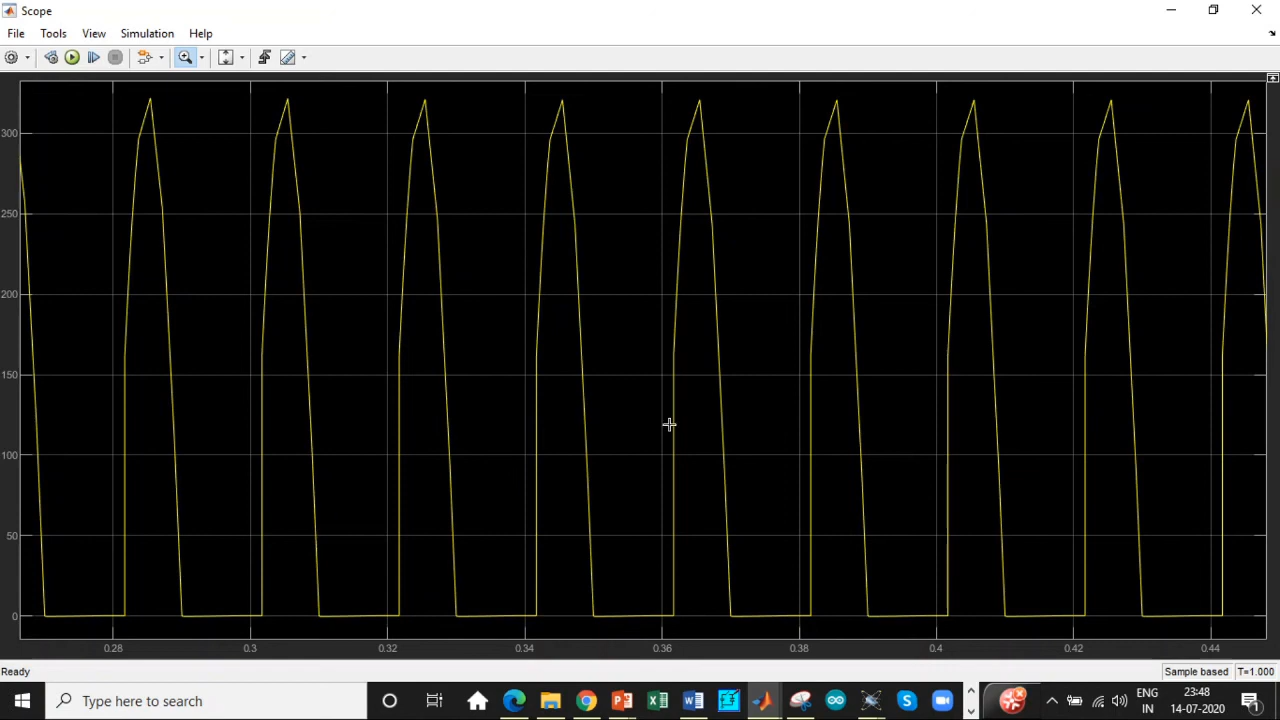 Scope
File Tools View Simulation Help
300
250
200
150
100
50
0
0.28 0.3 0.32 0.34 0.36 0.38 0.4 0.42 0.44
Ready Sample based T=1.000
Type here to search
ENG 23:48
IN 14-07-2020 1